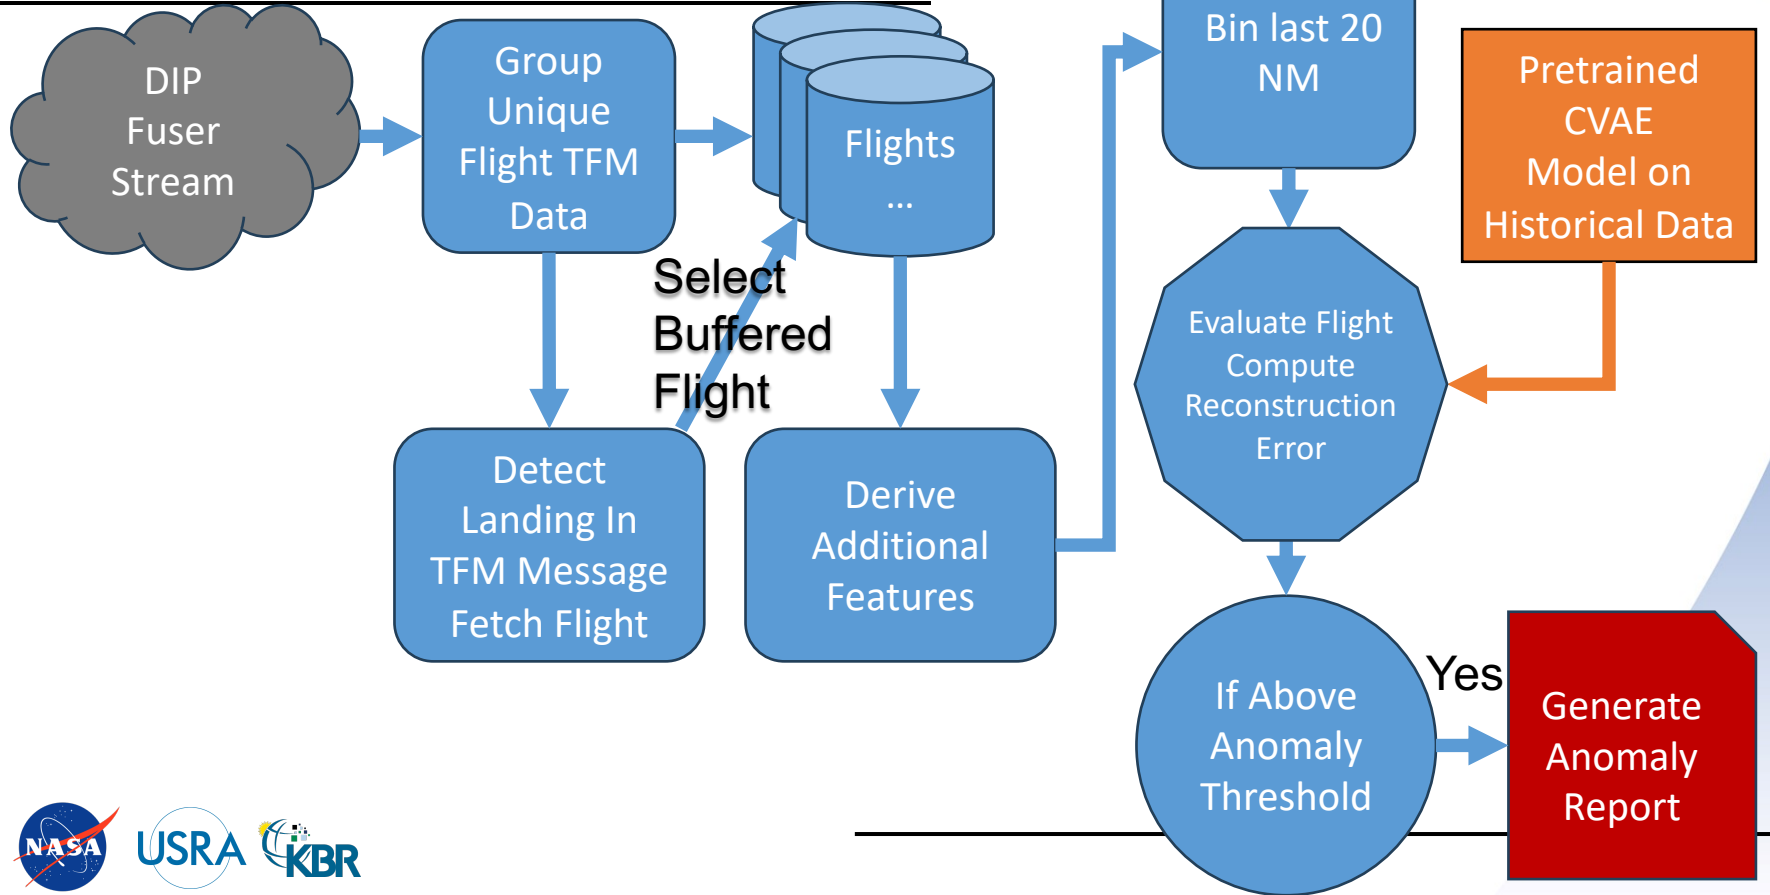 DIP
Fuser
Stream
Group
Unique
Flight TFM
Data
Flights
...
Bin last 20
NM
Pretrained
CVAE
Model on
Historical Data
Select
Buffered
Flight
Evaluate Flight
Compute
Reconstruction
Error
Detect
Landing In
TFM Message
Fetch Flight
Derive
Additional
Features
If Above
Anomaly
Threshold
Yes
Generate
Anomaly
Report
NASA
USRA
KBR